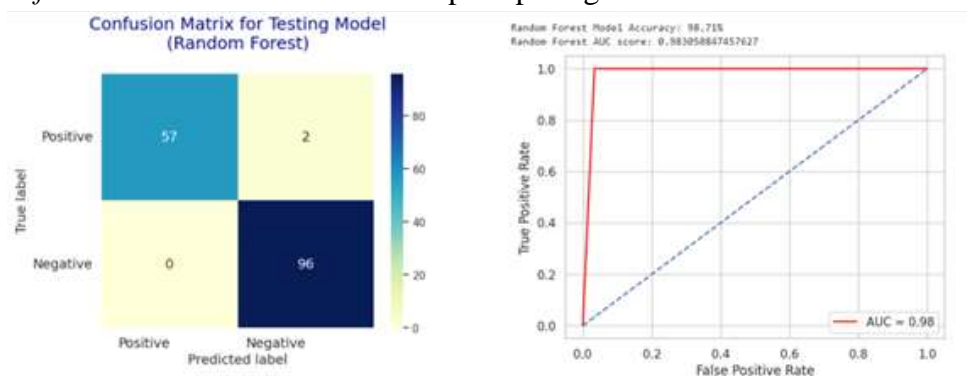 Confusion Matrix for Testing Model
(Random Forest)
True label
Positive
Negative
57
2
0
96
80
60
40
20
0
Positive
Negative
Predicted label
Random Forest Model Accuracy: 98.71%
Random Forest AUC score: 0.983050847457627
True Positive Rate
1.0
0.8
0.6
0.4
0.2
0.0
AUC = 0.98
0.0
0.2
0.4
0.6
0.8
1.0
False Positive Rate